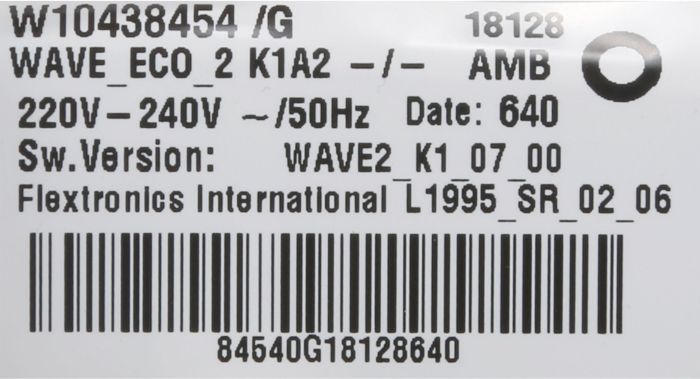 W10438454 /G 18128
WAVE_ECO_2 K1A2 -/- AMB
220V-240V ~/50Hz Date: 640
Sw.Version: WAVE2_K1_07_00
Flextronics International L1995_SR_02_06
84540G18128640